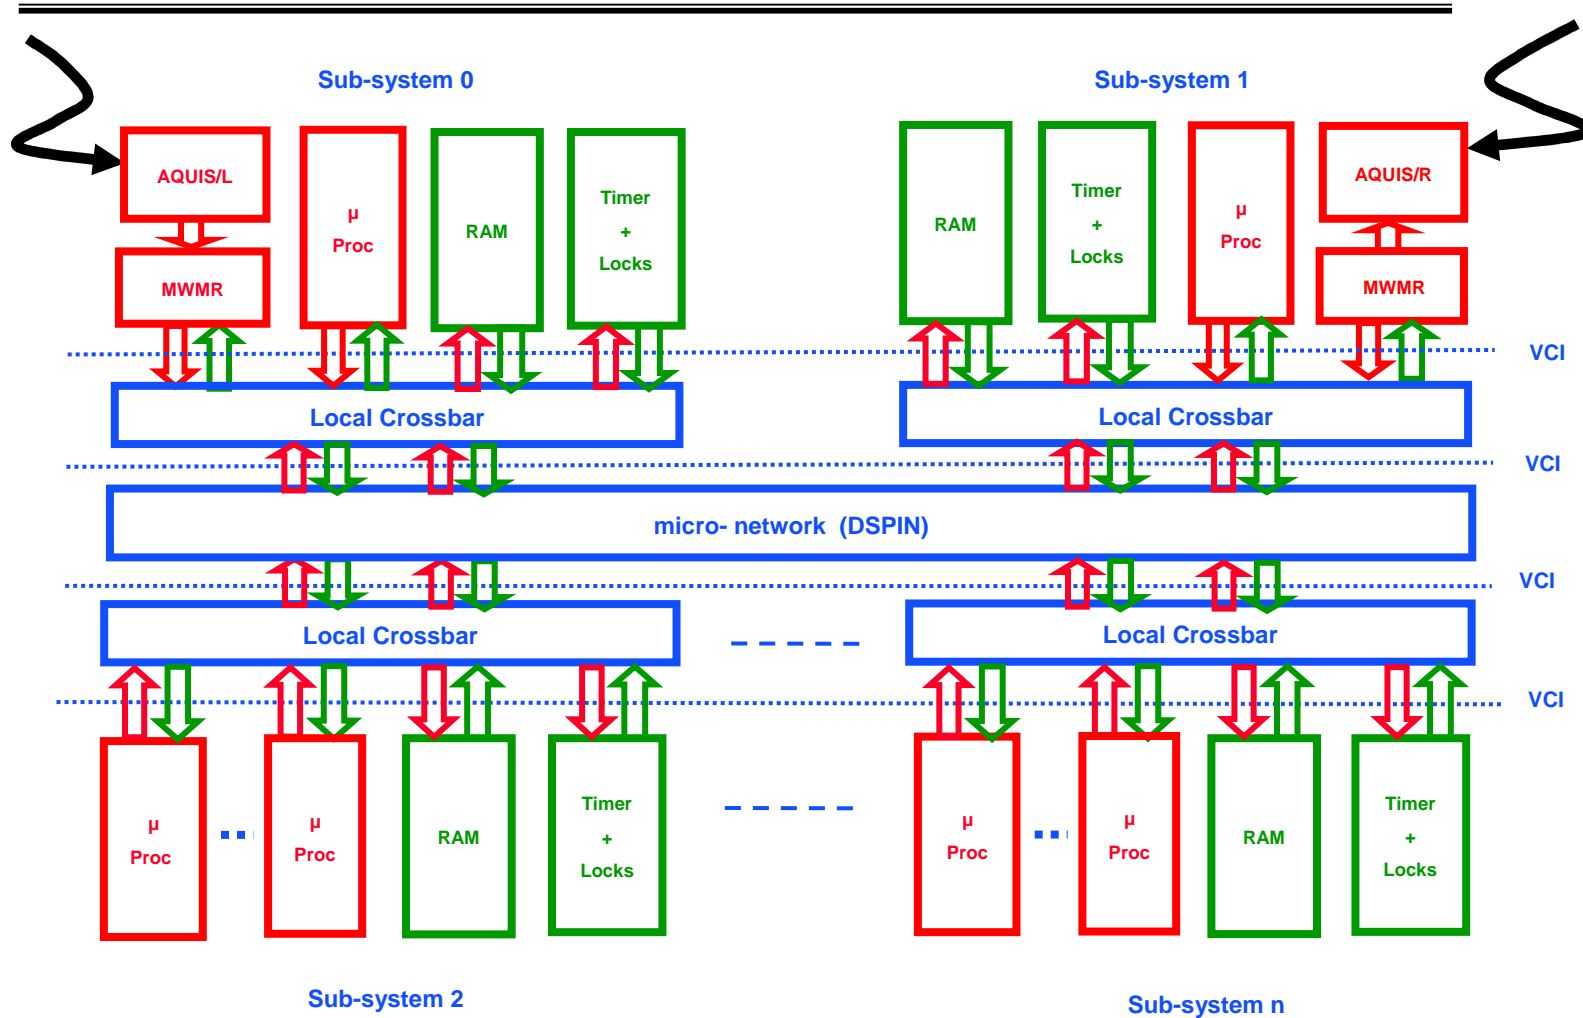 Sub-system 0
Sub-system 1
AQUIS/L
MWMR
µ
Proc
RAM
Timer
+
Locks
RAM
Timer
+
Locks
µ
Proc
AQUIS/R
MWMR
VCI
Local Crossbar
Local Crossbar
VCI
micro- network (DSPIN)
VCI
Local Crossbar
Local Crossbar
VCI
µ
Proc
µ
Proc
RAM
Timer
+
Locks
µ
Proc
µ
Proc
RAM
Timer
+
Locks
Sub-system 2
Sub-system n